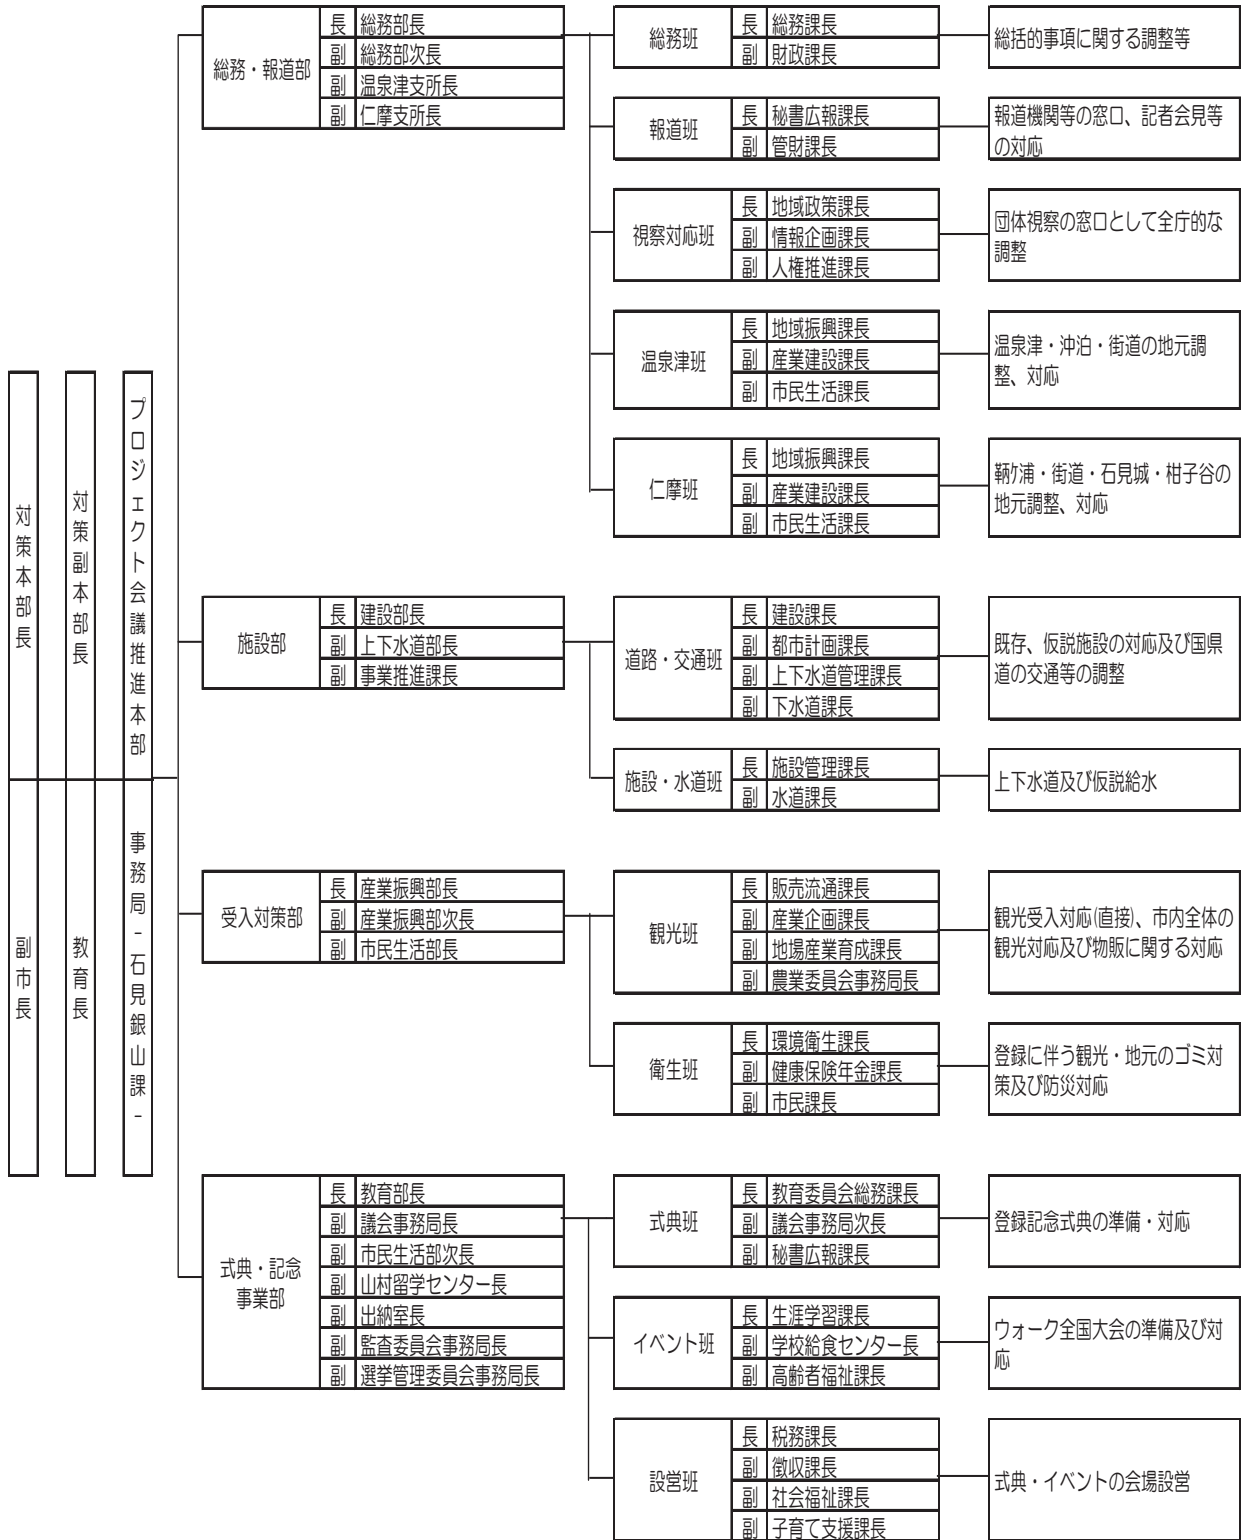 対策本部長
副市長
対策副本部長
教育長
プロジェクト会議推進本部
事務局-石見銀山課-
総務・報道部
長 総務部長
副 総務部次長
副 温泉津支所長
副 仁摩支所長
総務班
長 総務課長
副 財政課長
総括的事項に関する調整等
報道班
長 秘書広報課長
副 管財課長
報道機関等の窓口、記者会見等
の対応
視察対応班
長 地域政策課長
副 情報企画課長
副 人権推進課長
団体視察の窓口として全庁的な
調整
温泉津班
長 地域振興課長
副 産業建設課長
副 市民生活課長
温泉津・沖泊・街道の地元調
整、対応
仁摩班
長 地域振興課長
副 産業建設課長
副 市民生活課長
鞆ケ浦・街道・石見城・柑子谷の
地元調整、対応
施設部
長 建設部長
副 上下水道部長
副 事業推進課長
道路・交通班
長 建設課長
副 都市計画課長
副 上下水道管理課長
副 下水道課長
既存、仮説施設の対応及び国県
道の交通等の調整
施設・水道班
長 施設管理課長
副 水道課長
上下水道及び仮説給水
受入対策部
長 産業振興部長
副 産業振興部次長
副 市民生活部長
観光班
長 販売流通課長
副 産業企画課長
副 地場産業育成課長
副 農業委員会事務局長
観光受入対応(直接)、市内全体の
観光対応及び物販に関する対応
衛生班
長 環境衛生課長
副 健康保険年金課長
副 市民課長
登録に伴う観光・地元のゴミ対
策及び防災対応
式典・記念
事業部
長 教育部長
副 議会事務局長
副 市民生活部次長
副 山村留学センター長
副 出納室長
副 監査委員会事務局長
副 選挙管理委員会事務局長
式典班
長 教育委員会総務課長
副 議会事務局次長
副 秘書広報課長
登録記念式典の準備・対応
イベント班
長 生涯学習課長
副 学校給食センター長
副 高齢者福祉課長
ウォーク全国大会の準備及び対
応
設営班
長 税務課長
副 徴収課長
副 社会福祉課長
副 子育て支援課長
式典・イベントの会場設営